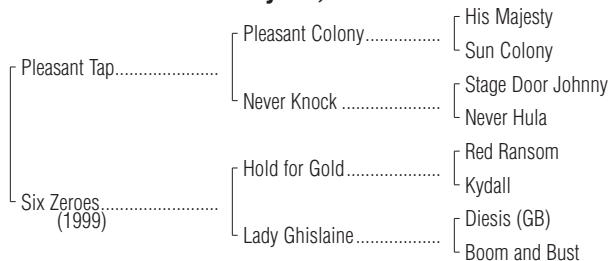 His Majesty
Pleasant Colony..................
Sun Colony
Pleasant Tap.........................
Stage Door Johnny
Never Knock ........................
Never Hula
Red Ransom
Hold for Gold.......................
Kydall
Six Zeroes............................
(1999)
Diesis (GB)
Lady Ghislaine.....................
Boom and Bust